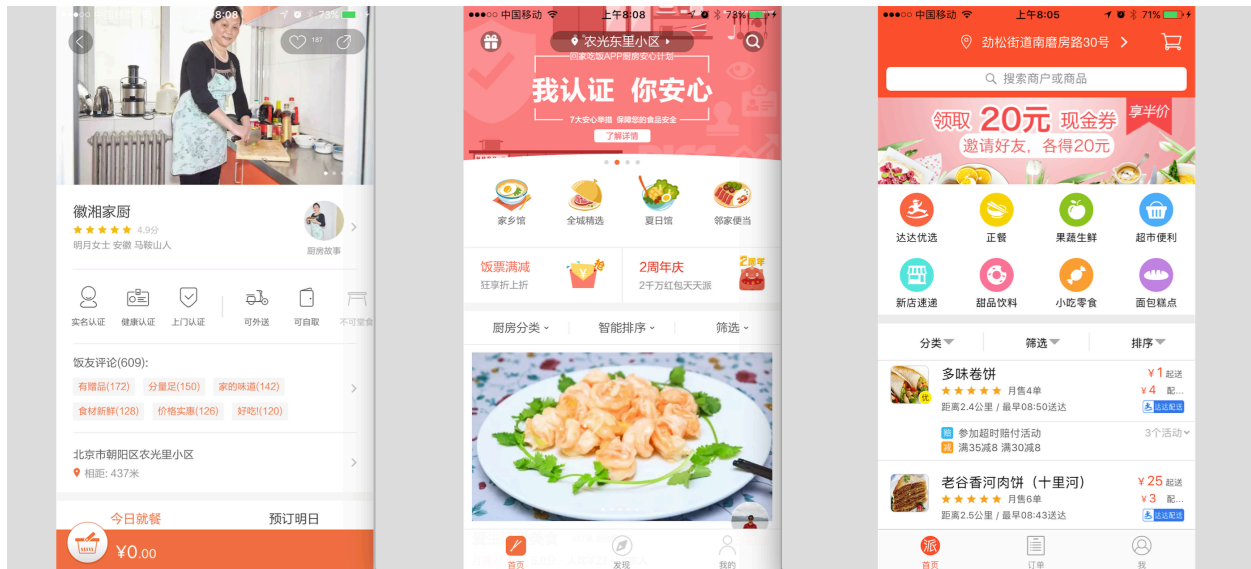 8:08
73%
187
徽湘家厨
4.9分
明月女士 安徽 马鞍山人
厨房故事
实名认证
健康认证
上门认证
可外送
可自取
不可堂食
饭友评论(609):
有赠品(172)
分量足(150)
家的味道(142)
食材新鲜(128)
价格实惠(126)
好吃!(120)
北京市朝阳区农光里小区
相距: 437米
今日就餐
预订明日
¥0.00
中国移动
上午8:08
73%
农光东里小区
回家吃饭APP厨房安心计划
我认证 你安心
7大安心举措 保障您的食品安全
了解详情
家乡馆
全城精选
夏日馆
邻家便当
饭票满减
狂享折上折
2周年庆
2千万红包天天派
2周年
厨房分类
智能排序
筛选
首页
发现
我的
中国移动
上午8:05
71%
劲松街道南磨房路30号
搜索商户或商品
领取 20元 现金券
享半价
邀请好友，各得20元
达达优选
正餐
果蔬生鲜
超市便利
新店速递
甜品饮料
小吃零食
面包糕点
分类
筛选
排序
多味卷饼
¥1起送
优
月售4单
¥4 配...
距离2.4公里 / 最早08:50送达
达达配送
赔 参加超时赔付活动
3个活动
减 满35减8 满30减8
老谷香河肉饼（十里河）
¥25起送
月售6单
¥3 配...
距离2.5公里 / 最早08:43送达
达达配送
派
首页
订单
我